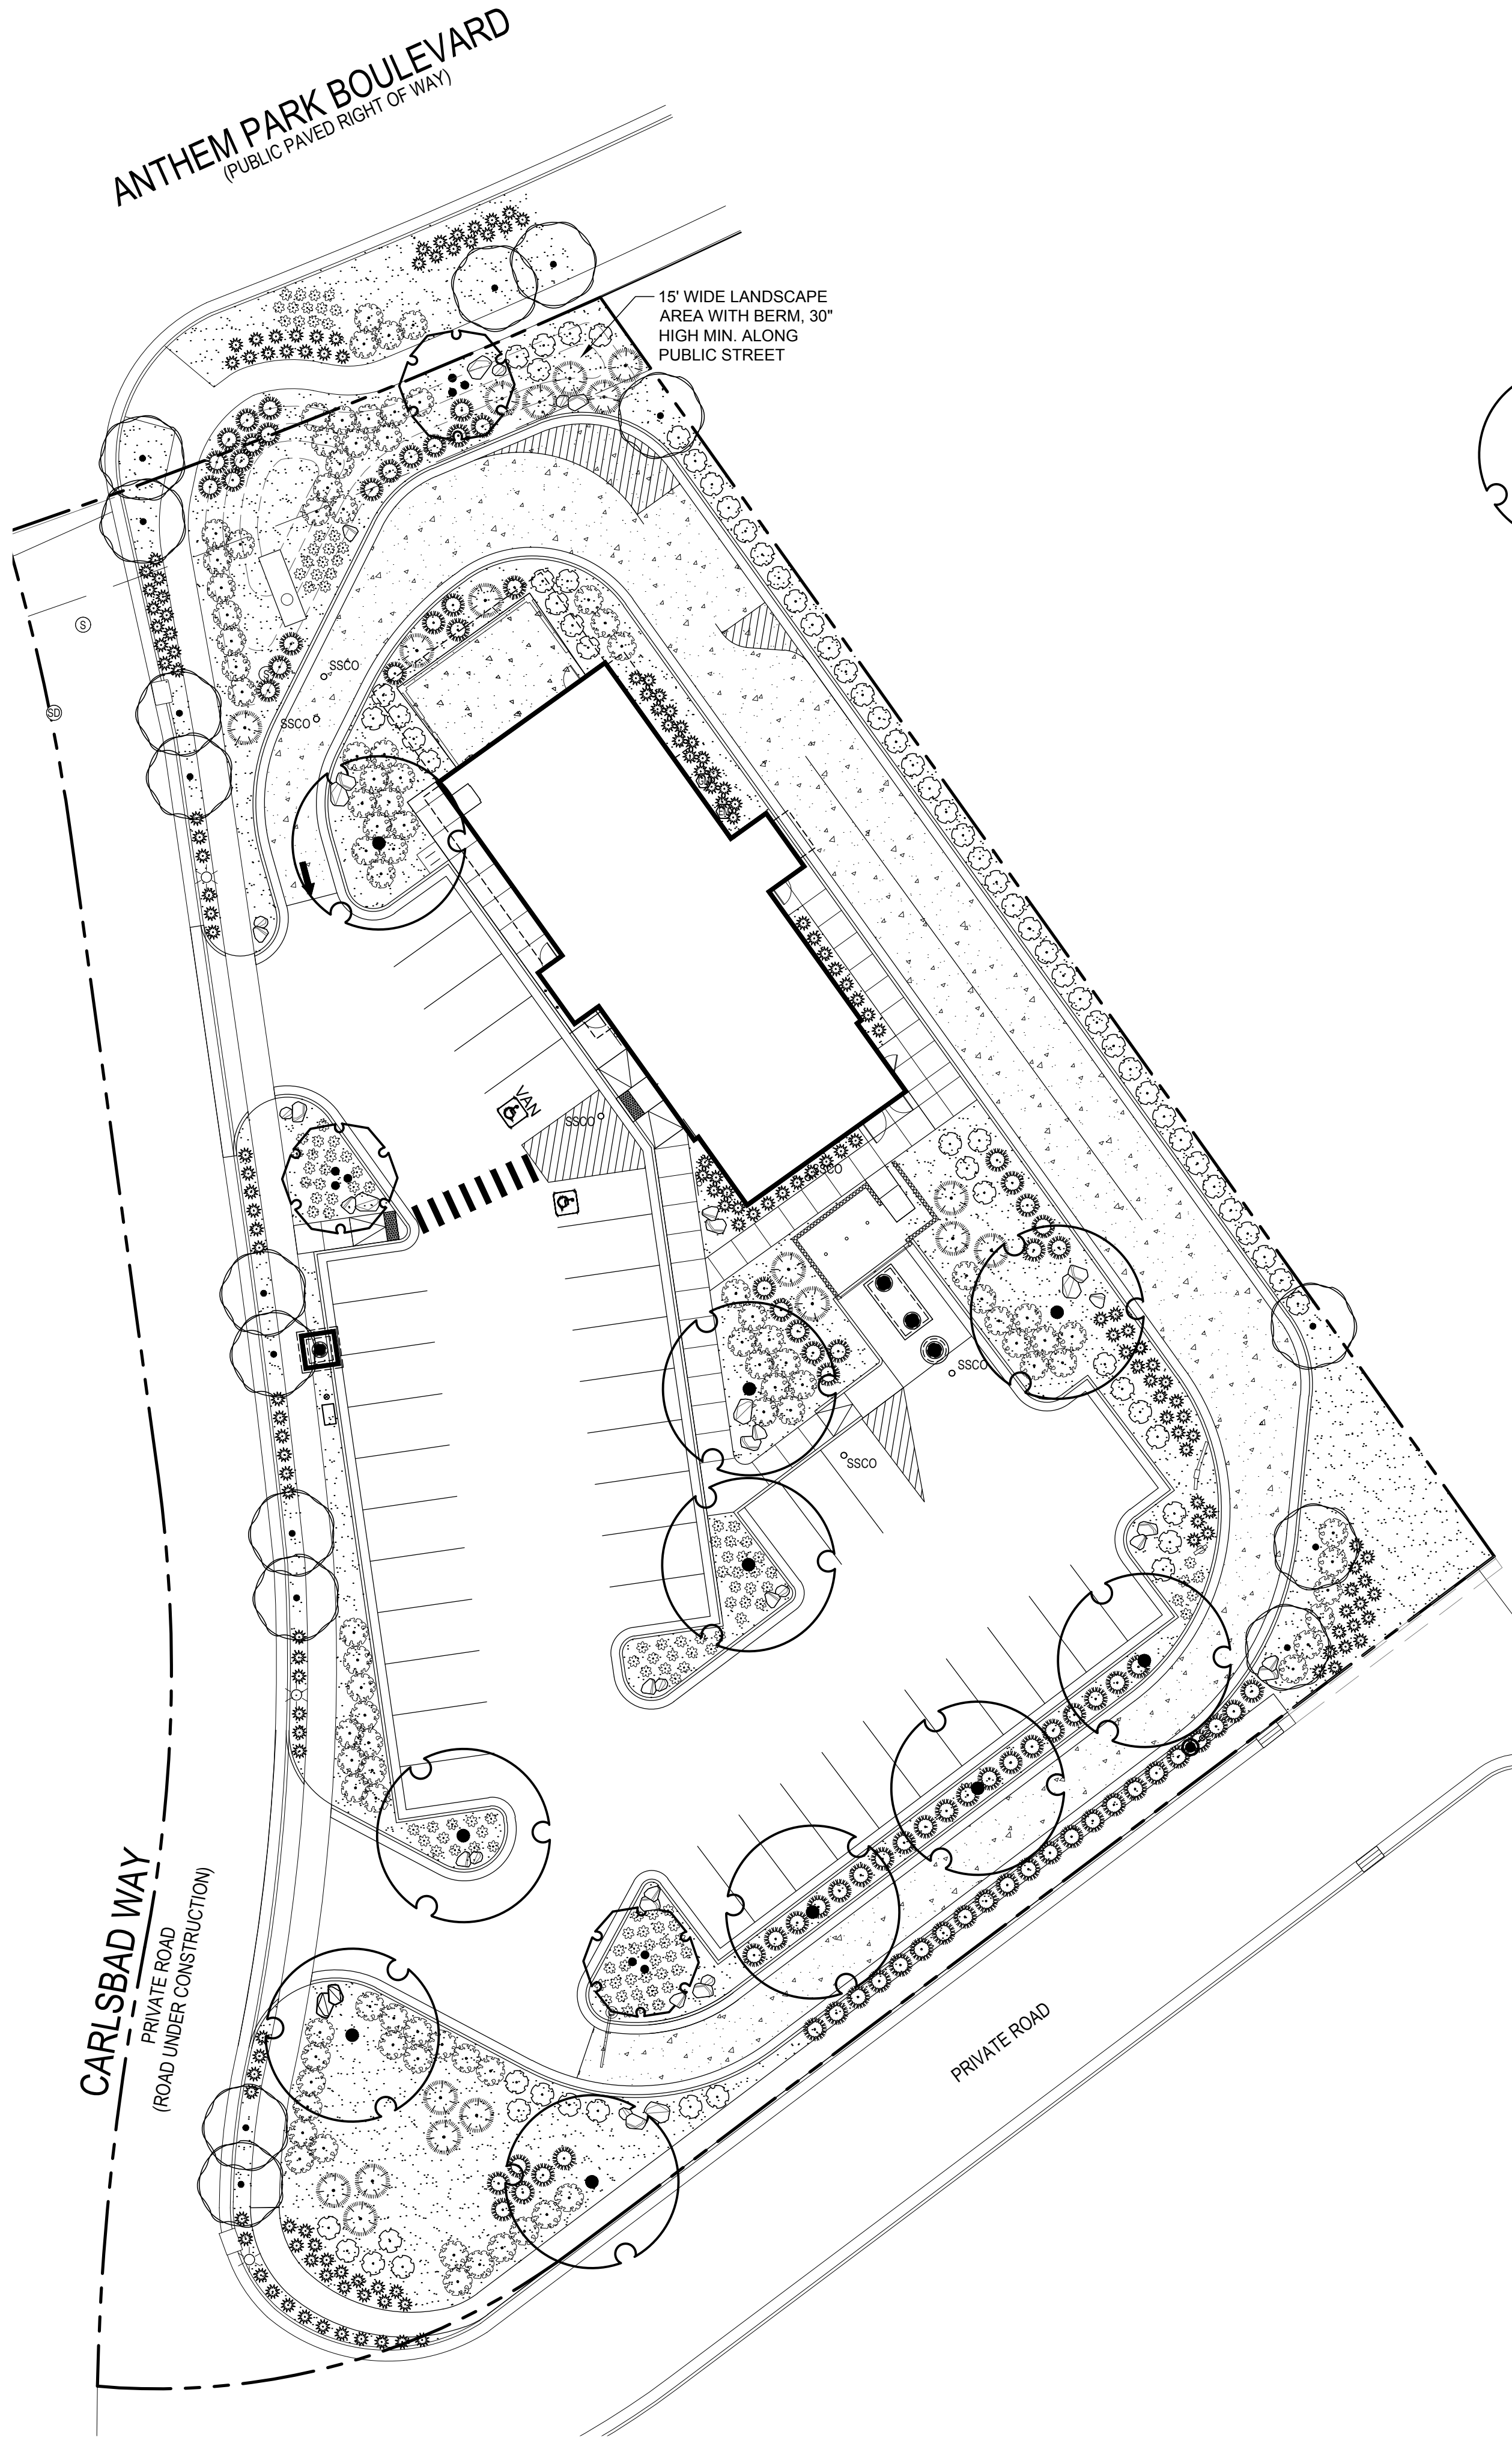 ANTHEM PARK BOULEVARD
(PUBLIC PAVED RIGHT OF WAY)
15' WIDE LANDSCAPE
AREA WITH BERM, 30"
HIGH MIN. ALONG
PUBLIC STREET
S
SSCO
SD
SSCO
VAN
SSCO
SSCO
SSCO
SSCO
CARLSBAD WAY
PRIVATE ROAD
(ROAD UNDER CONSTRUCTION)
PRIVATE ROAD